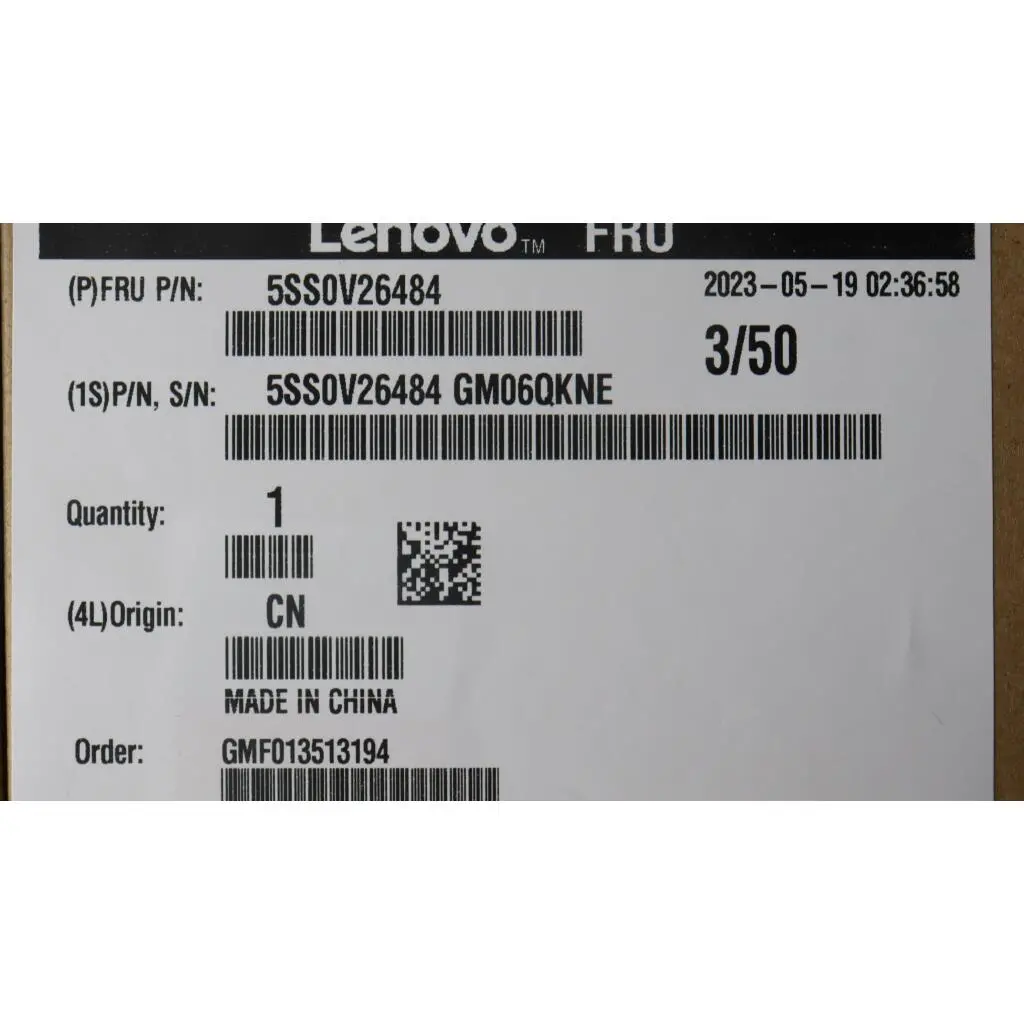 Lenovo TM FRU
(P)FRU P/N: 5SS0V26484 2023-05-19 02:36:58
3/50
(1S)P/N, S/N: 5SS0V26484 GM06QKNE
Quantity: 1
(4L)Origin: CN
MADE IN CHINA
Order: GMF013513194